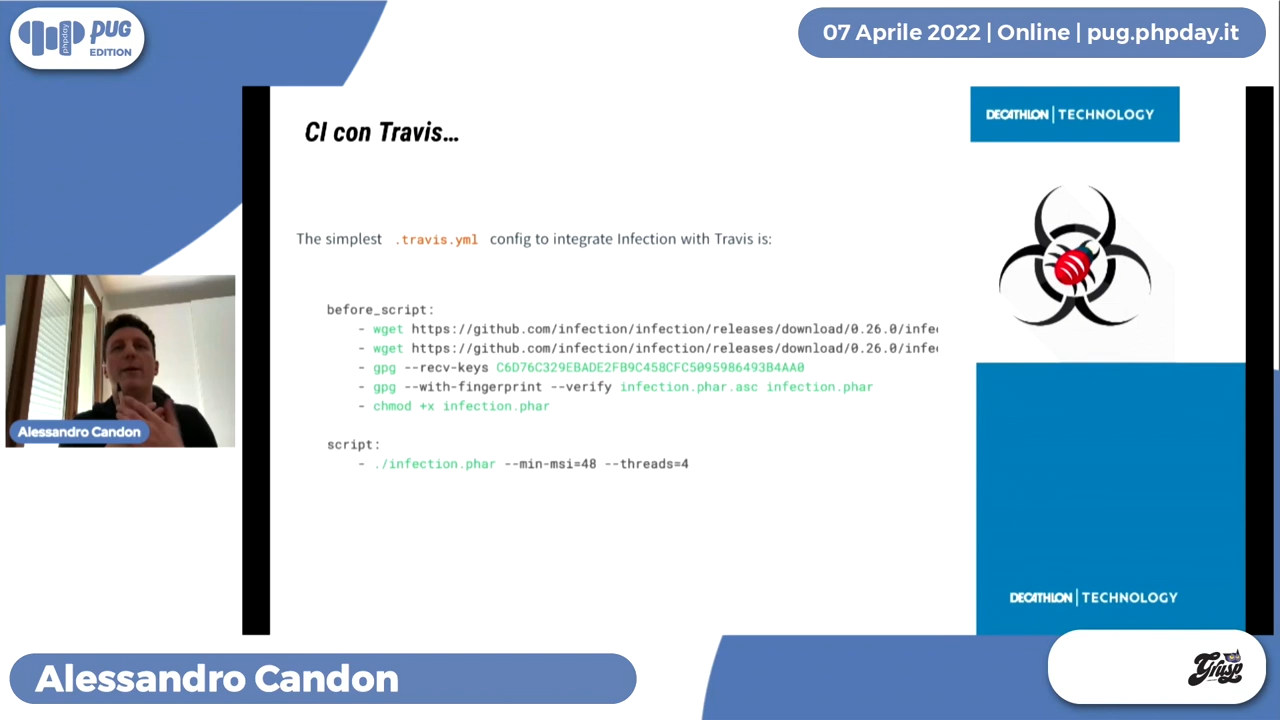 phpday
PUG
EDITION
07 Aprile 2022 | Online | pug.phpday.it
CI con Travis...
DECATHLON | TECHNOLOGY
The simplest .travis.yml config to integrate Infection with Travis is:
before_script:
- wget https://github.com/infection/infection/releases/download/0.26.0/infec
- wget https://github.com/infection/infection/releases/download/0.26.0/infec
- gpg --recv-keys C6D76C329EBADE2FB9C458CFC5095986493B4AA0
- gpg --with-fingerprint --verify infection.phar.asc infection.phar
- chmod +x infection.phar
script:
- ./infection.phar --min-msi=48 --threads=4
Alessandro Candon
DECATHLON | TECHNOLOGY
Alessandro Candon
Grusp